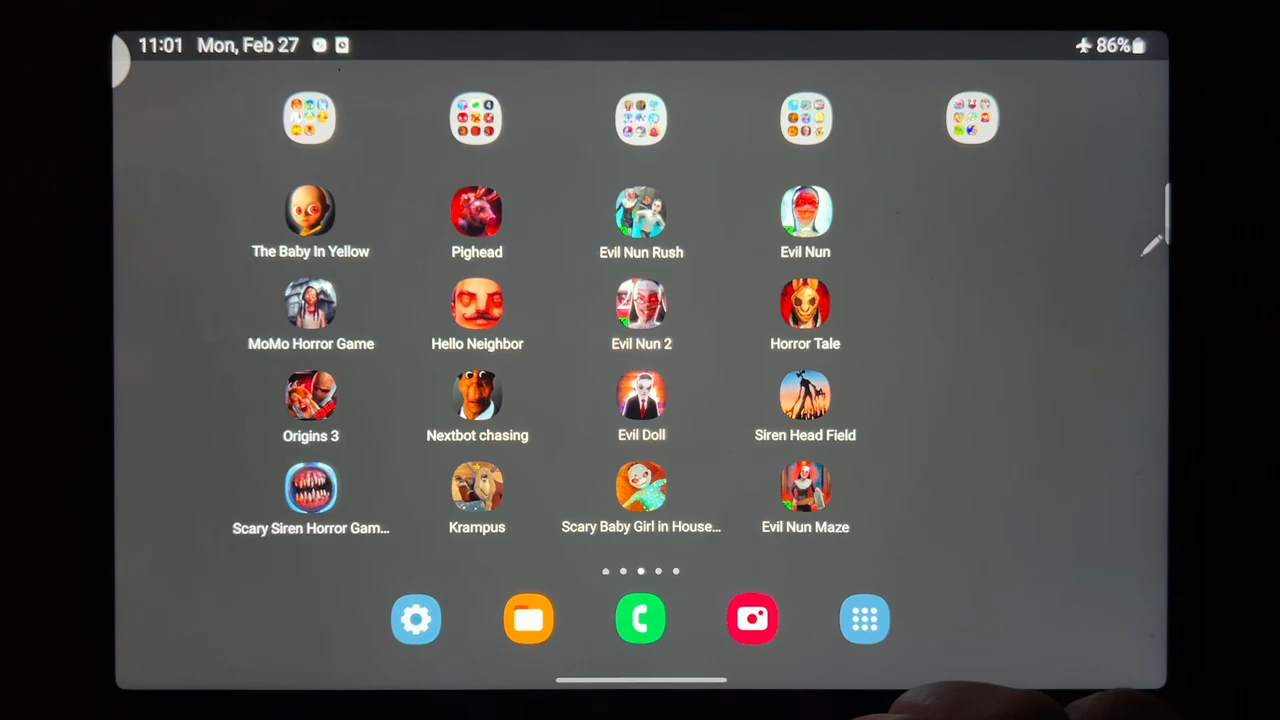 11:01 Mon, Feb 27 86%
The Baby In Yellow Pighead Evil Nun Rush Evil Nun
MoMo Horror Game Hello Neighbor Evil Nun 2 Horror Tale
Origins 3 Nextbot chasing Evil Doll Siren Head Field
Scary Siren Horror Gam... Krampus Scary Baby Girl in House... Evil Nun Maze